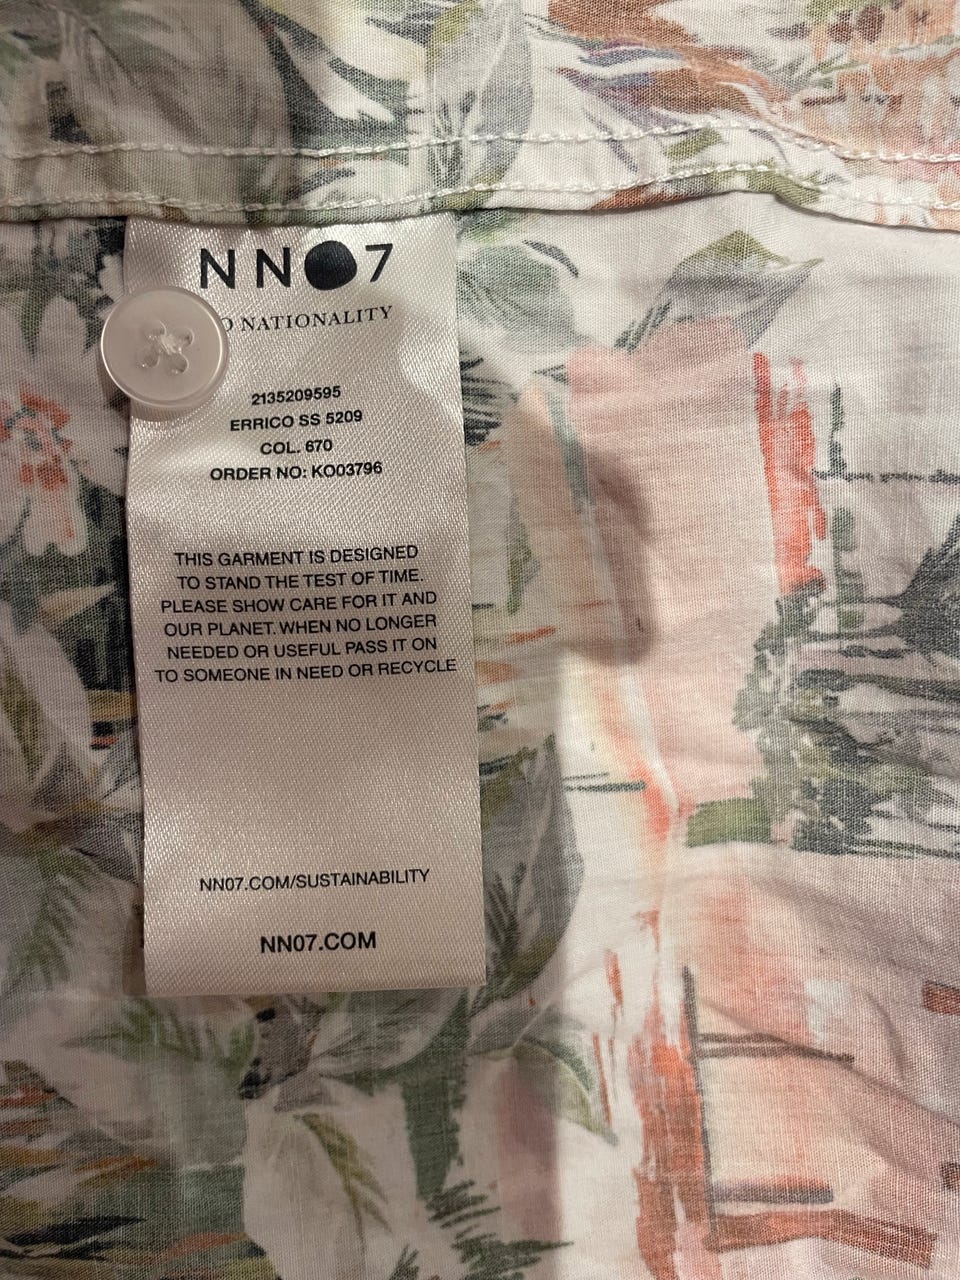 NN07
NATIONALITY
2135209595
ERRICO SS 5209
COL. 670
ORDER NO: KO03796
THIS GARMENT IS DESIGNED
TO STAND THE TEST OF TIME.
PLEASE SHOW CARE FOR IT AND
OUR PLANET. WHEN NO LONGER
NEEDED OR USEFUL PASS IT ON
TO SOMEONE IN NEED OR RECYCLE
NN07.COM/SUSTAINABILITY
NN07.COM